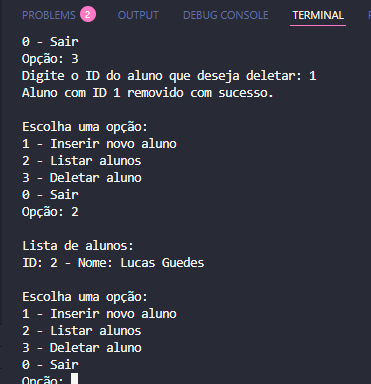 PROBLEMS 2 OUTPUT DEBUG CONSOLE TERMINAL
0 - Sair
Opção: 3
Digite o ID do aluno que deseja deletar: 1
Aluno com ID 1 removido com sucesso.
Escolha uma opção:
1 - Inserir novo aluno
2 - Listar alunos
3 - Deletar aluno
0 - Sair
Opção: 2
Lista de alunos:
ID: 2 - Nome: Lucas Guedes
Escolha uma opção:
1 - Inserir novo aluno
2 - Listar alunos
3 - Deletar aluno
0 - Sair
Opção: